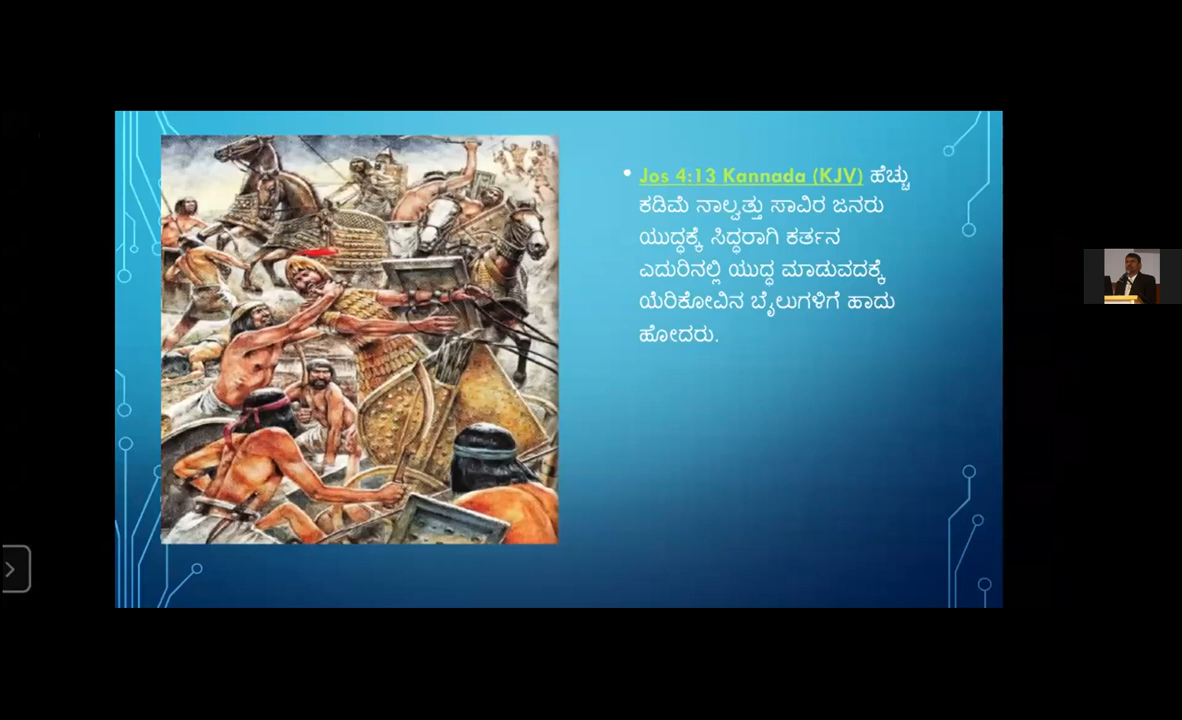 • Jos 4:13 Kannada (KJV) ಹೆಚ್ಚು
ಕಡಿಮೆ ನಾಲ್ವತ್ತು ಸಾವಿರ ಜನರು
ಯುದ್ಧಕ್ಕೆ ಸಿದ್ಧರಾಗಿ ಕರ್ತನ
ಎದುರಿನಲ್ಲಿ ಯುದ್ಧ ಮಾಡುವದಕ್ಕೆ
ಯೆರಿಕೋವಿನ ಬೈಲುಗಳಿಗೆ ಹಾದು
ಹೋದರು.